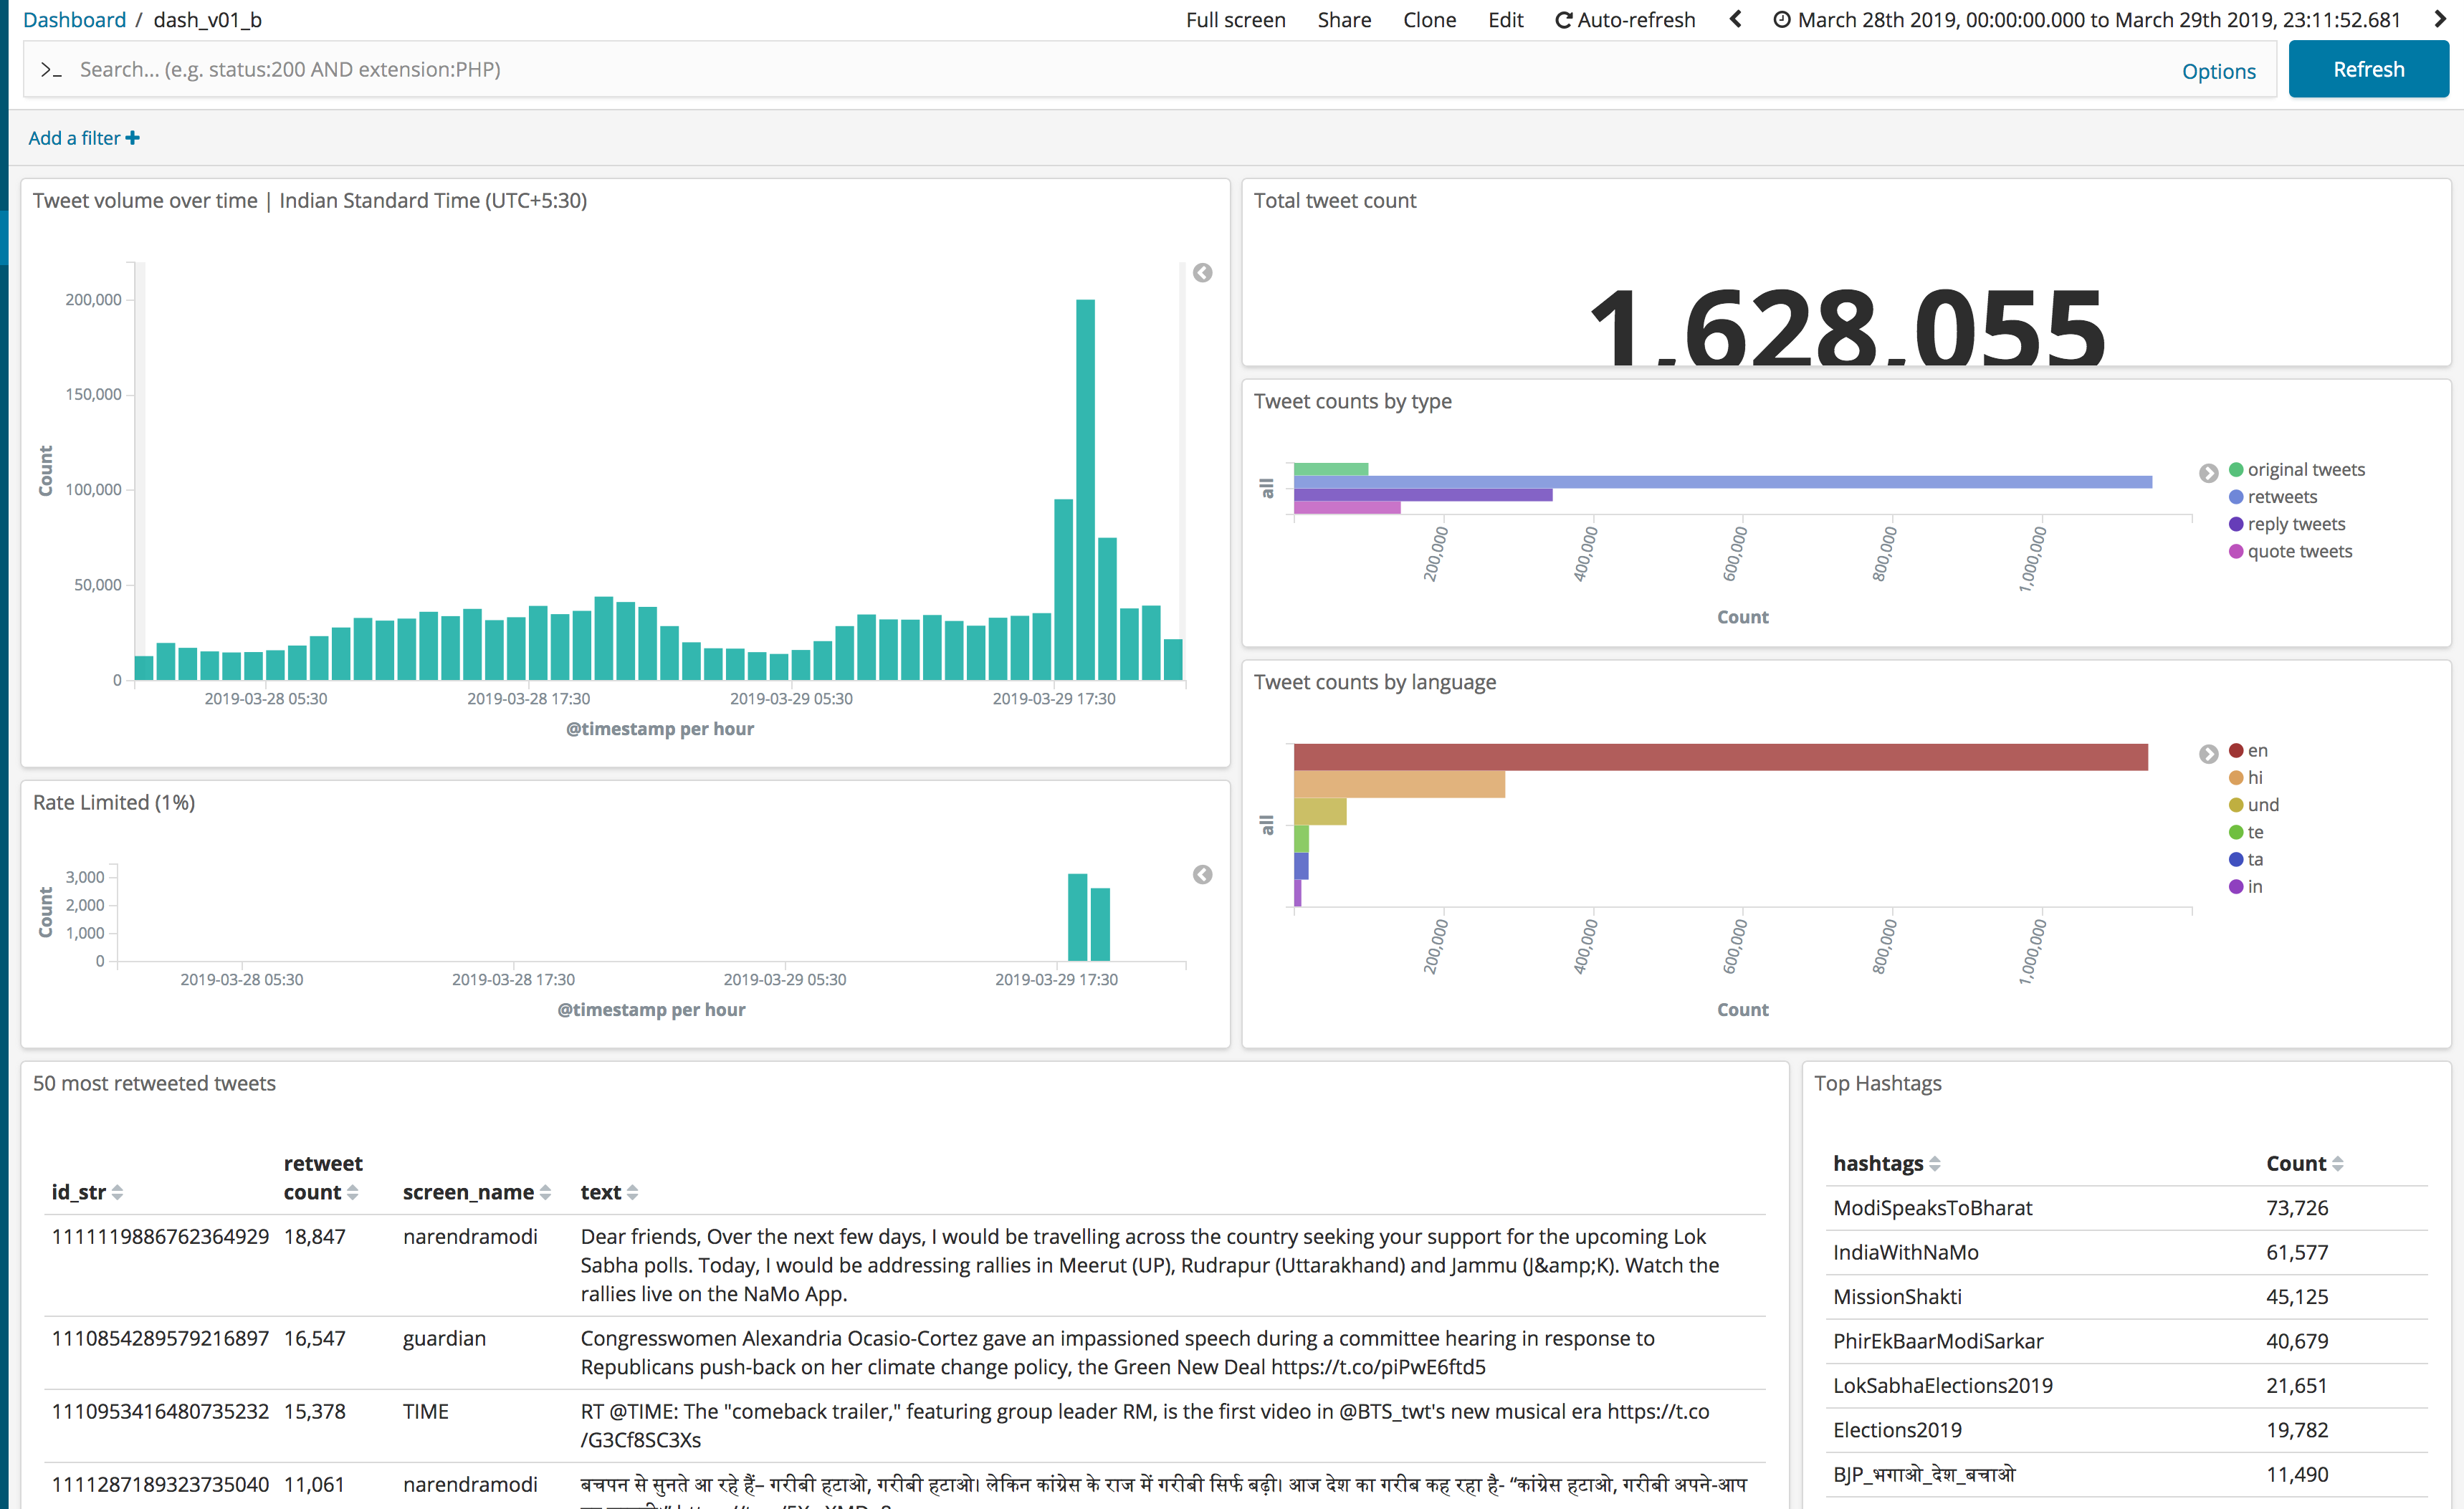 Dashboard / dash_v01_b
Full screen Share Clone Edit Auto-refresh March 28th 2019, 00:00:00.000 to March 29th 2019, 23:11:52.681
>_ Search... (e.g. status:200 AND extension:PHP) Options Refresh
Add a filter +
Tweet volume over time | Indian Standard Time (UTC+5:30)
200,000
150,000
100,000
50,000
0
Count
2019-03-28 05:30 2019-03-28 17:30 2019-03-29 05:30 2019-03-29 17:30
@timestamp per hour
Total tweet count
1,628,055
Tweet counts by type
all
original tweets
retweets
reply tweets
quote tweets
200,000 400,000 600,000 800,000 1,000,000
Count
Tweet counts by language
all
en
hi
und
te
ta
in
200,000 400,000 600,000 800,000 1,000,000
Count
Rate Limited (1%)
3,000
2,000
1,000
0
Count
2019-03-28 05:30 2019-03-28 17:30 2019-03-29 05:30 2019-03-29 17:30
@timestamp per hour
50 most retweeted tweets
id_str retweet count screen_name text
1111119886762364929 18,847 narendramodi Dear friends, Over the next few days, I would be travelling across the country seeking your support for the upcoming Lok
Sabha polls. Today, I would be addressing rallies in Meerut (UP), Rudrapur (Uttarakhand) and Jammu (J&amp;K). Watch the
rallies live on the NaMo App.
1110854289579216897 16,547 guardian Congresswomen Alexandria Ocasio-Cortez gave an impassioned speech during a committee hearing in response to
Republicans push-back on her climate change policy, the Green New Deal https://t.co/piPwE6ftd5
1110953416480735232 15,378 TIME RT @TIME: The "comeback trailer," featuring group leader RM, is the first video in @BTS_twt's new musical era https://t.co
/G3Cf8SC3Xs
1111287189323735040 11,061 narendramodi बचपन से सुनते आ रहे हैं– गरीबी हटाओ, गरीबी हटाओ। लेकिन कांग्रेस के राज में गरीबी सिर्फ बढ़ी। आज देश का गरीब कह रहा है- “कांग्रेस हटाओ, गरीबी अपने-आप
Top Hashtags
hashtags Count
ModiSpeaksToBharat 73,726
IndiaWithNaMo 61,577
MissionShakti 45,125
PhirEkBaarModiSarkar 40,679
LokSabhaElections2019 21,651
Elections2019 19,782
BJP_भगाओ_देश_बचाओ 11,490